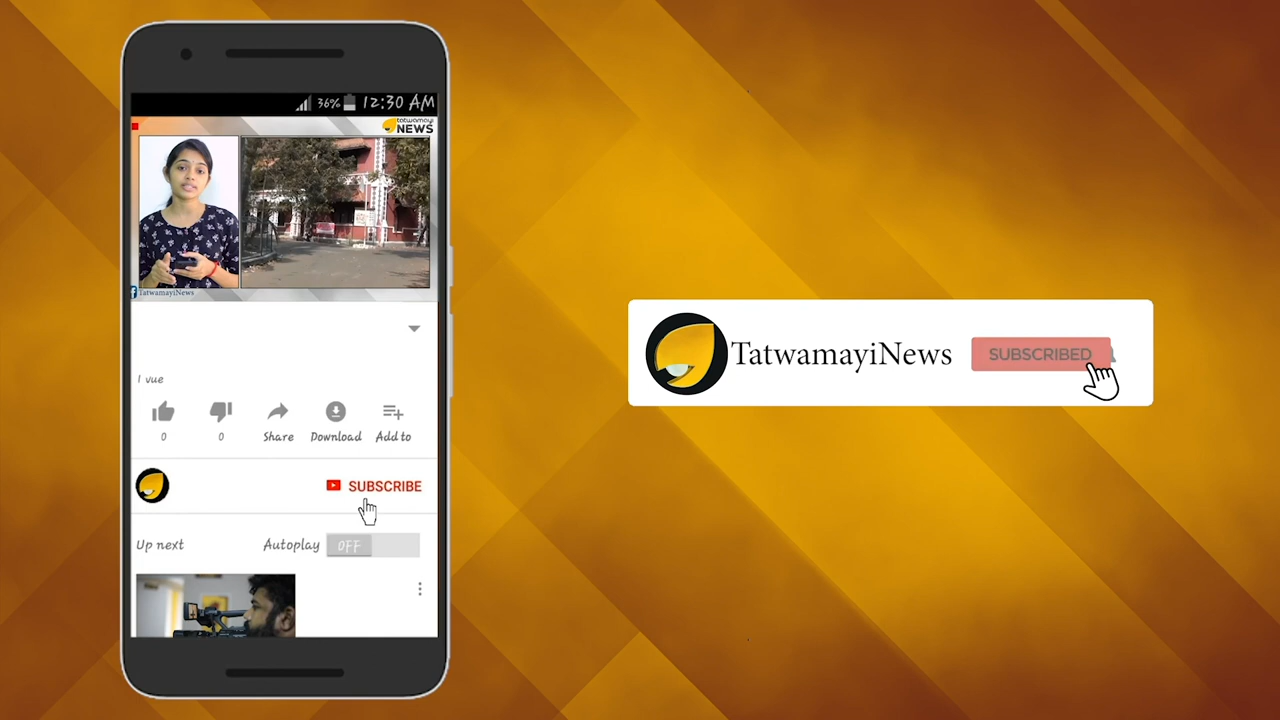 36% 12:30 AM
tatwamayi
NEWS
TatwamayiNews
1 vue
0 0 Share Download Add to
SUBSCRIBE
Up next Autoplay OFF
TatwamayiNews SUBSCRIBED